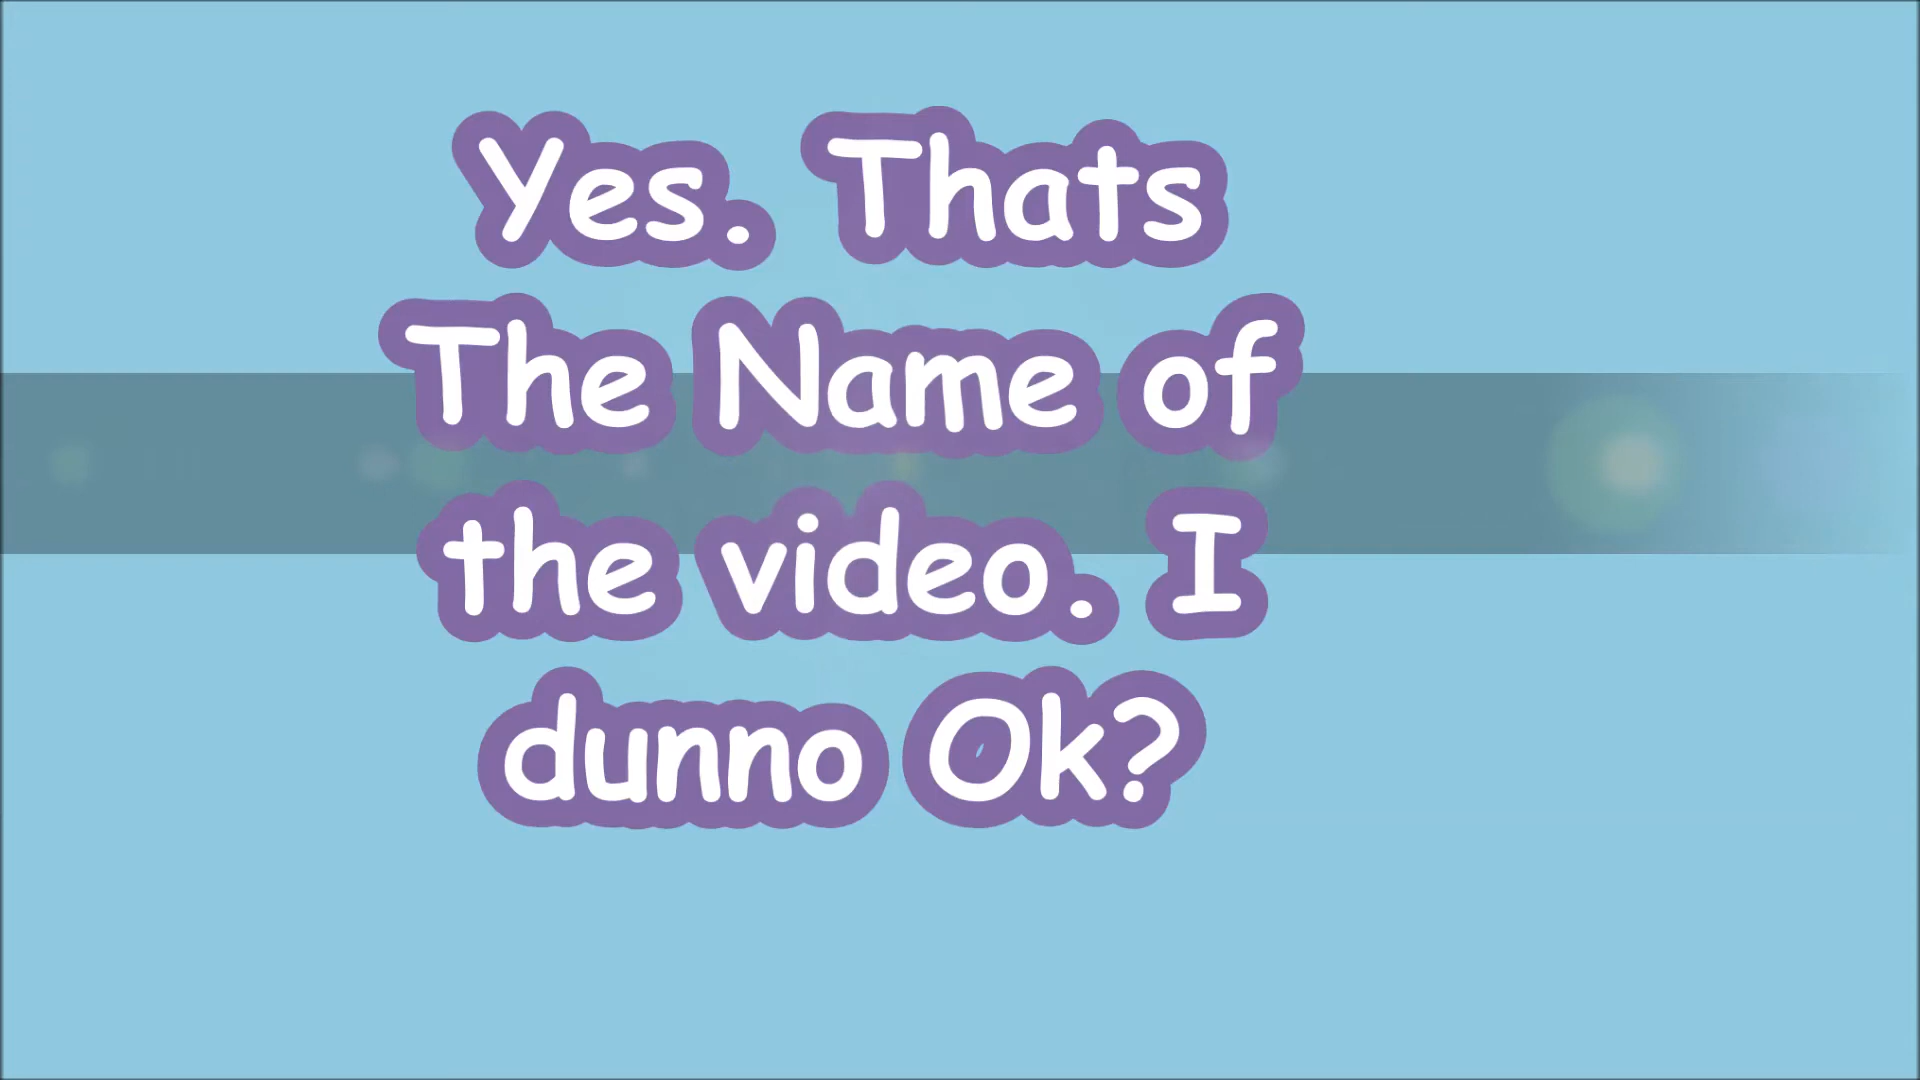 Yes. Thats
The Name of
the video. I
dunno Ok?